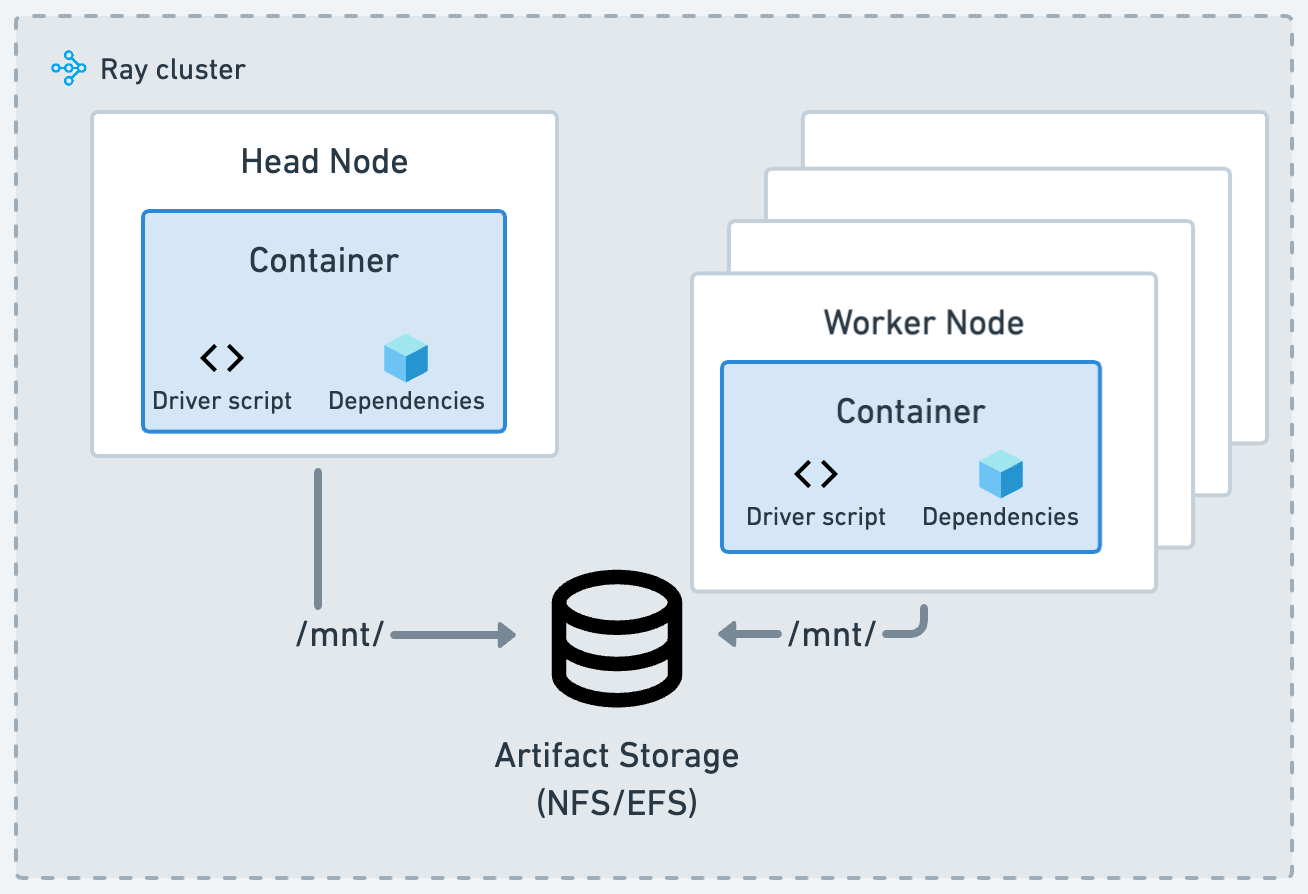 Ray cluster
Head Node
Container
Driver script
Dependencies
Worker Node
Container
Driver script
Dependencies
/mnt/
/mnt/
Artifact Storage
(NFS/EFS)